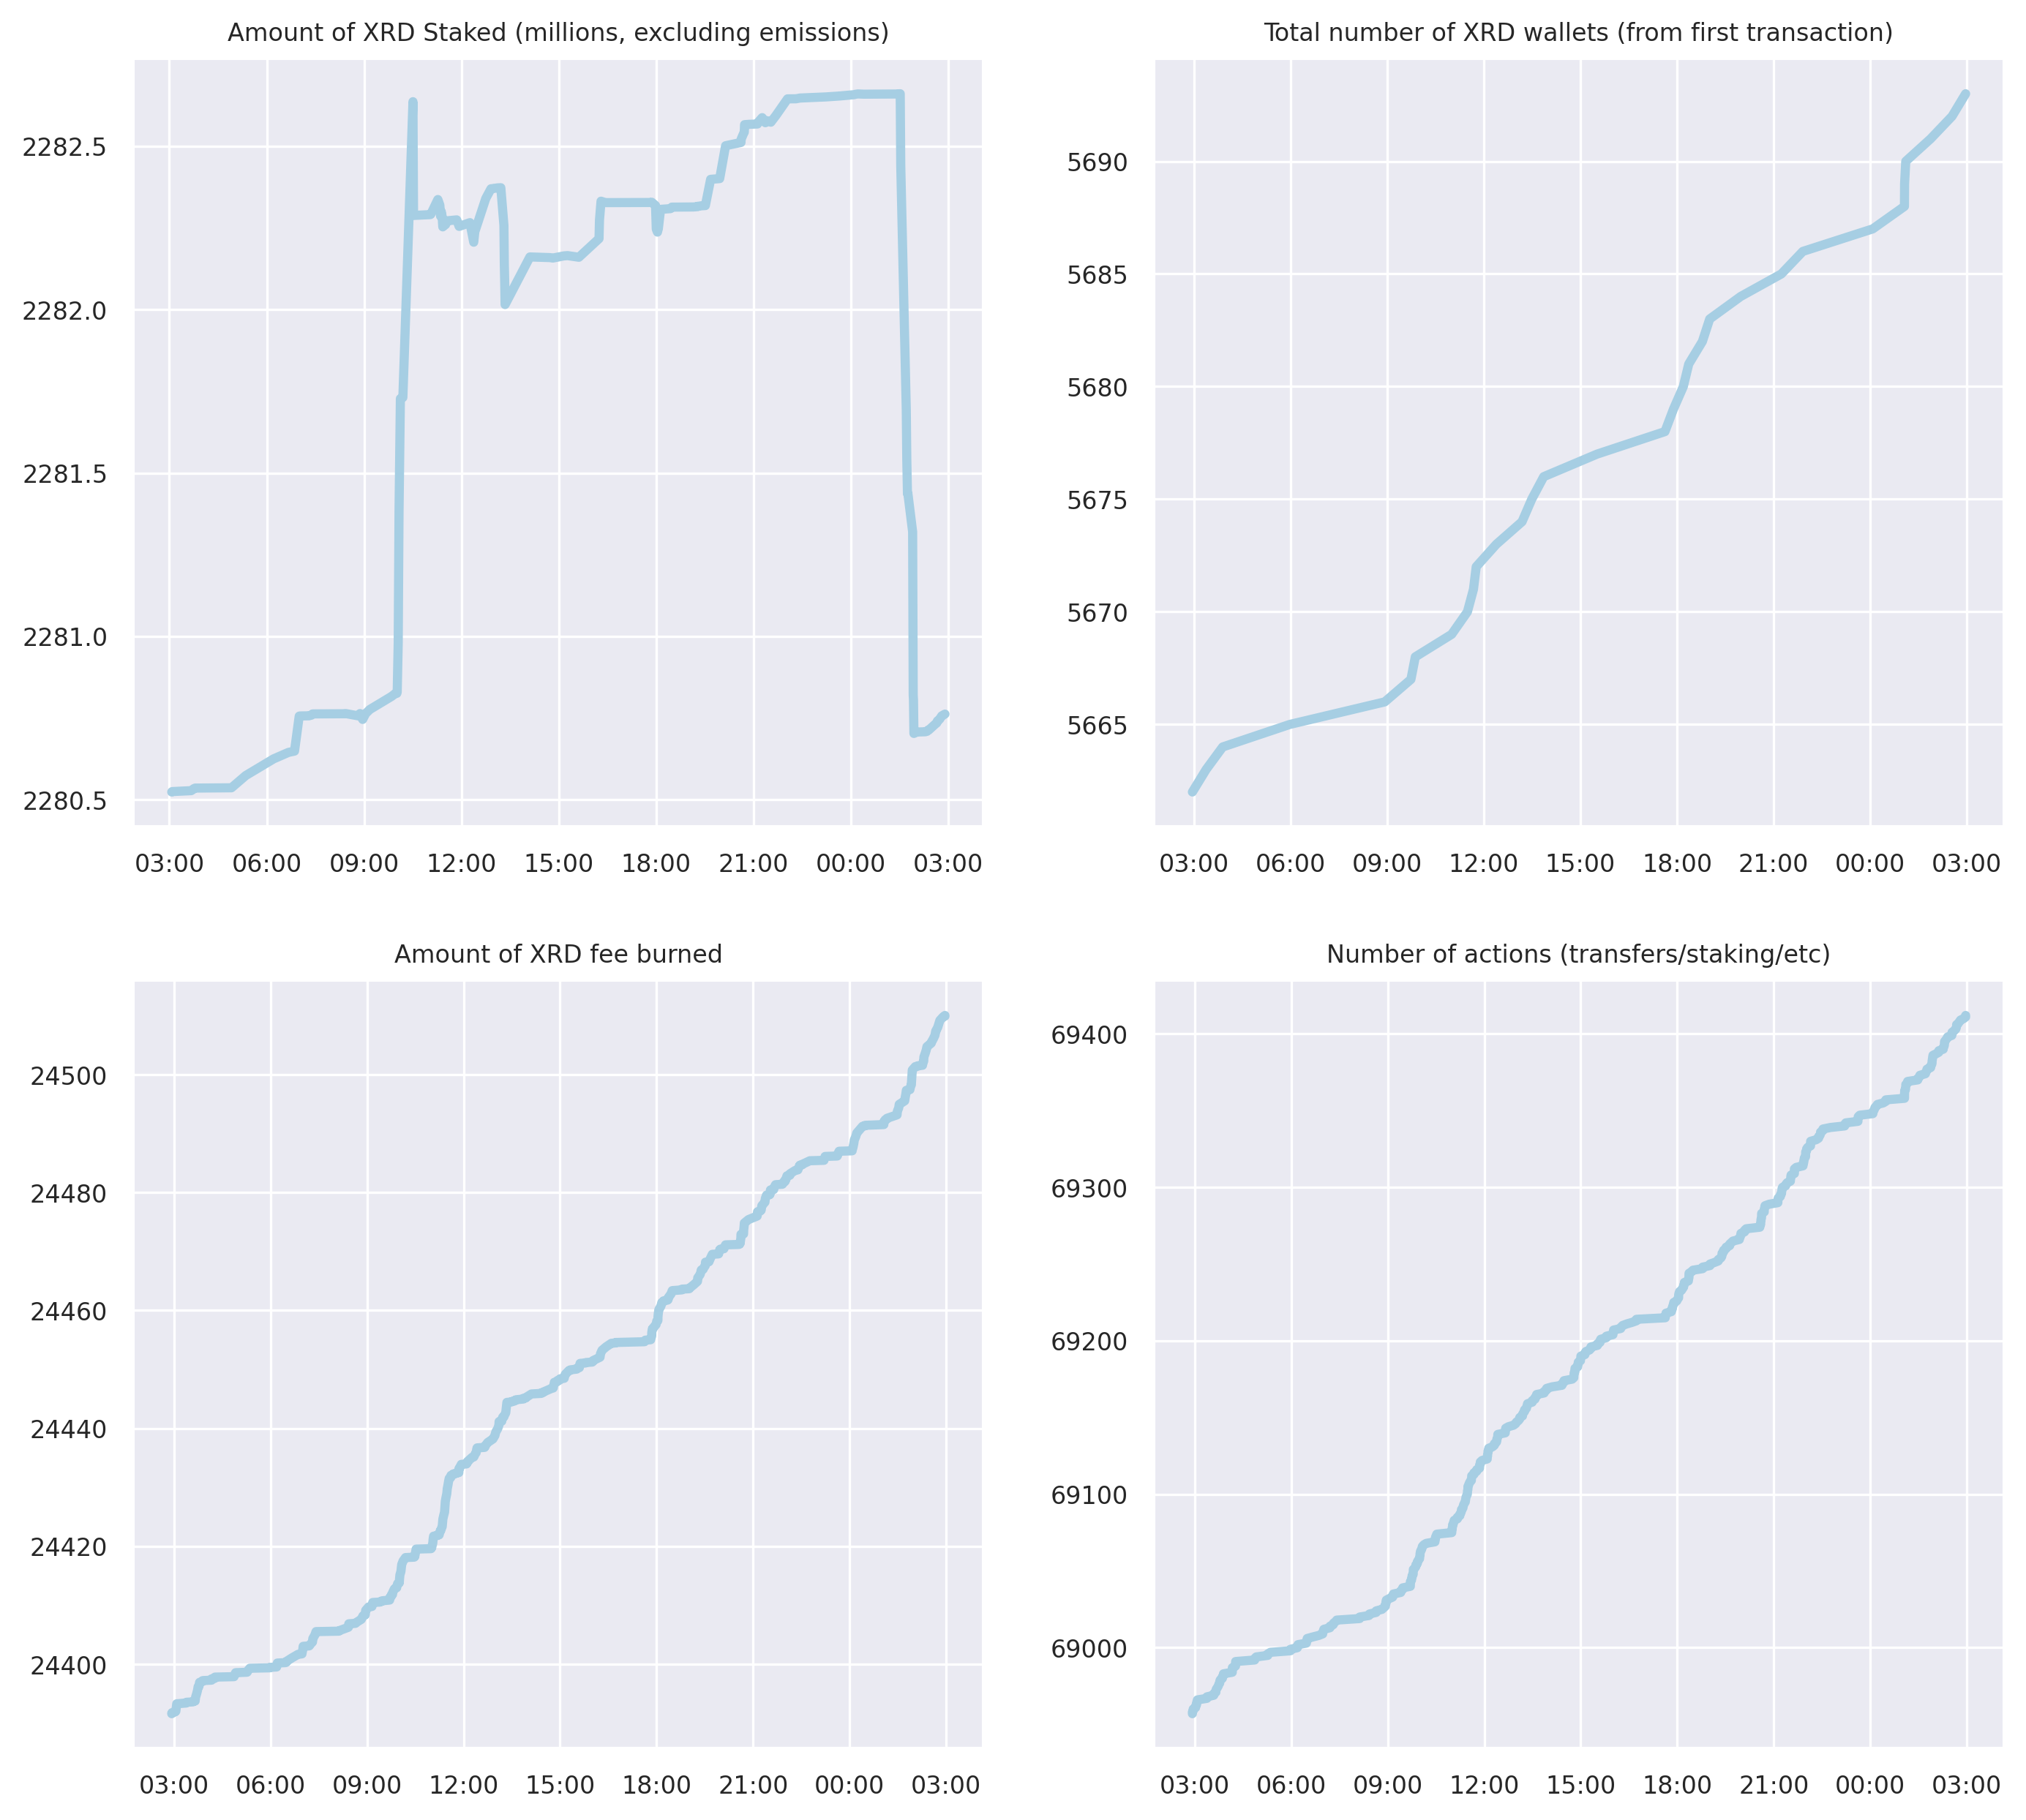 Amount of XRD Staked (millions, excluding emissions)
2282.5
2282.0
2281.5
2281.0
2280.5
03:00 06:00 09:00 12:00 15:00 18:00 21:00 00:00 03:00
Total number of XRD wallets (from first transaction)
5690
5685
5680
5675
5670
5665
03:00 06:00 09:00 12:00 15:00 18:00 21:00 00:00 03:00
Amount of XRD fee burned
24500
24480
24460
24440
24420
24400
03:00 06:00 09:00 12:00 15:00 18:00 21:00 00:00 03:00
Number of actions (transfers/staking/etc)
69400
69300
69200
69100
69000
03:00 06:00 09:00 12:00 15:00 18:00 21:00 00:00 03:00